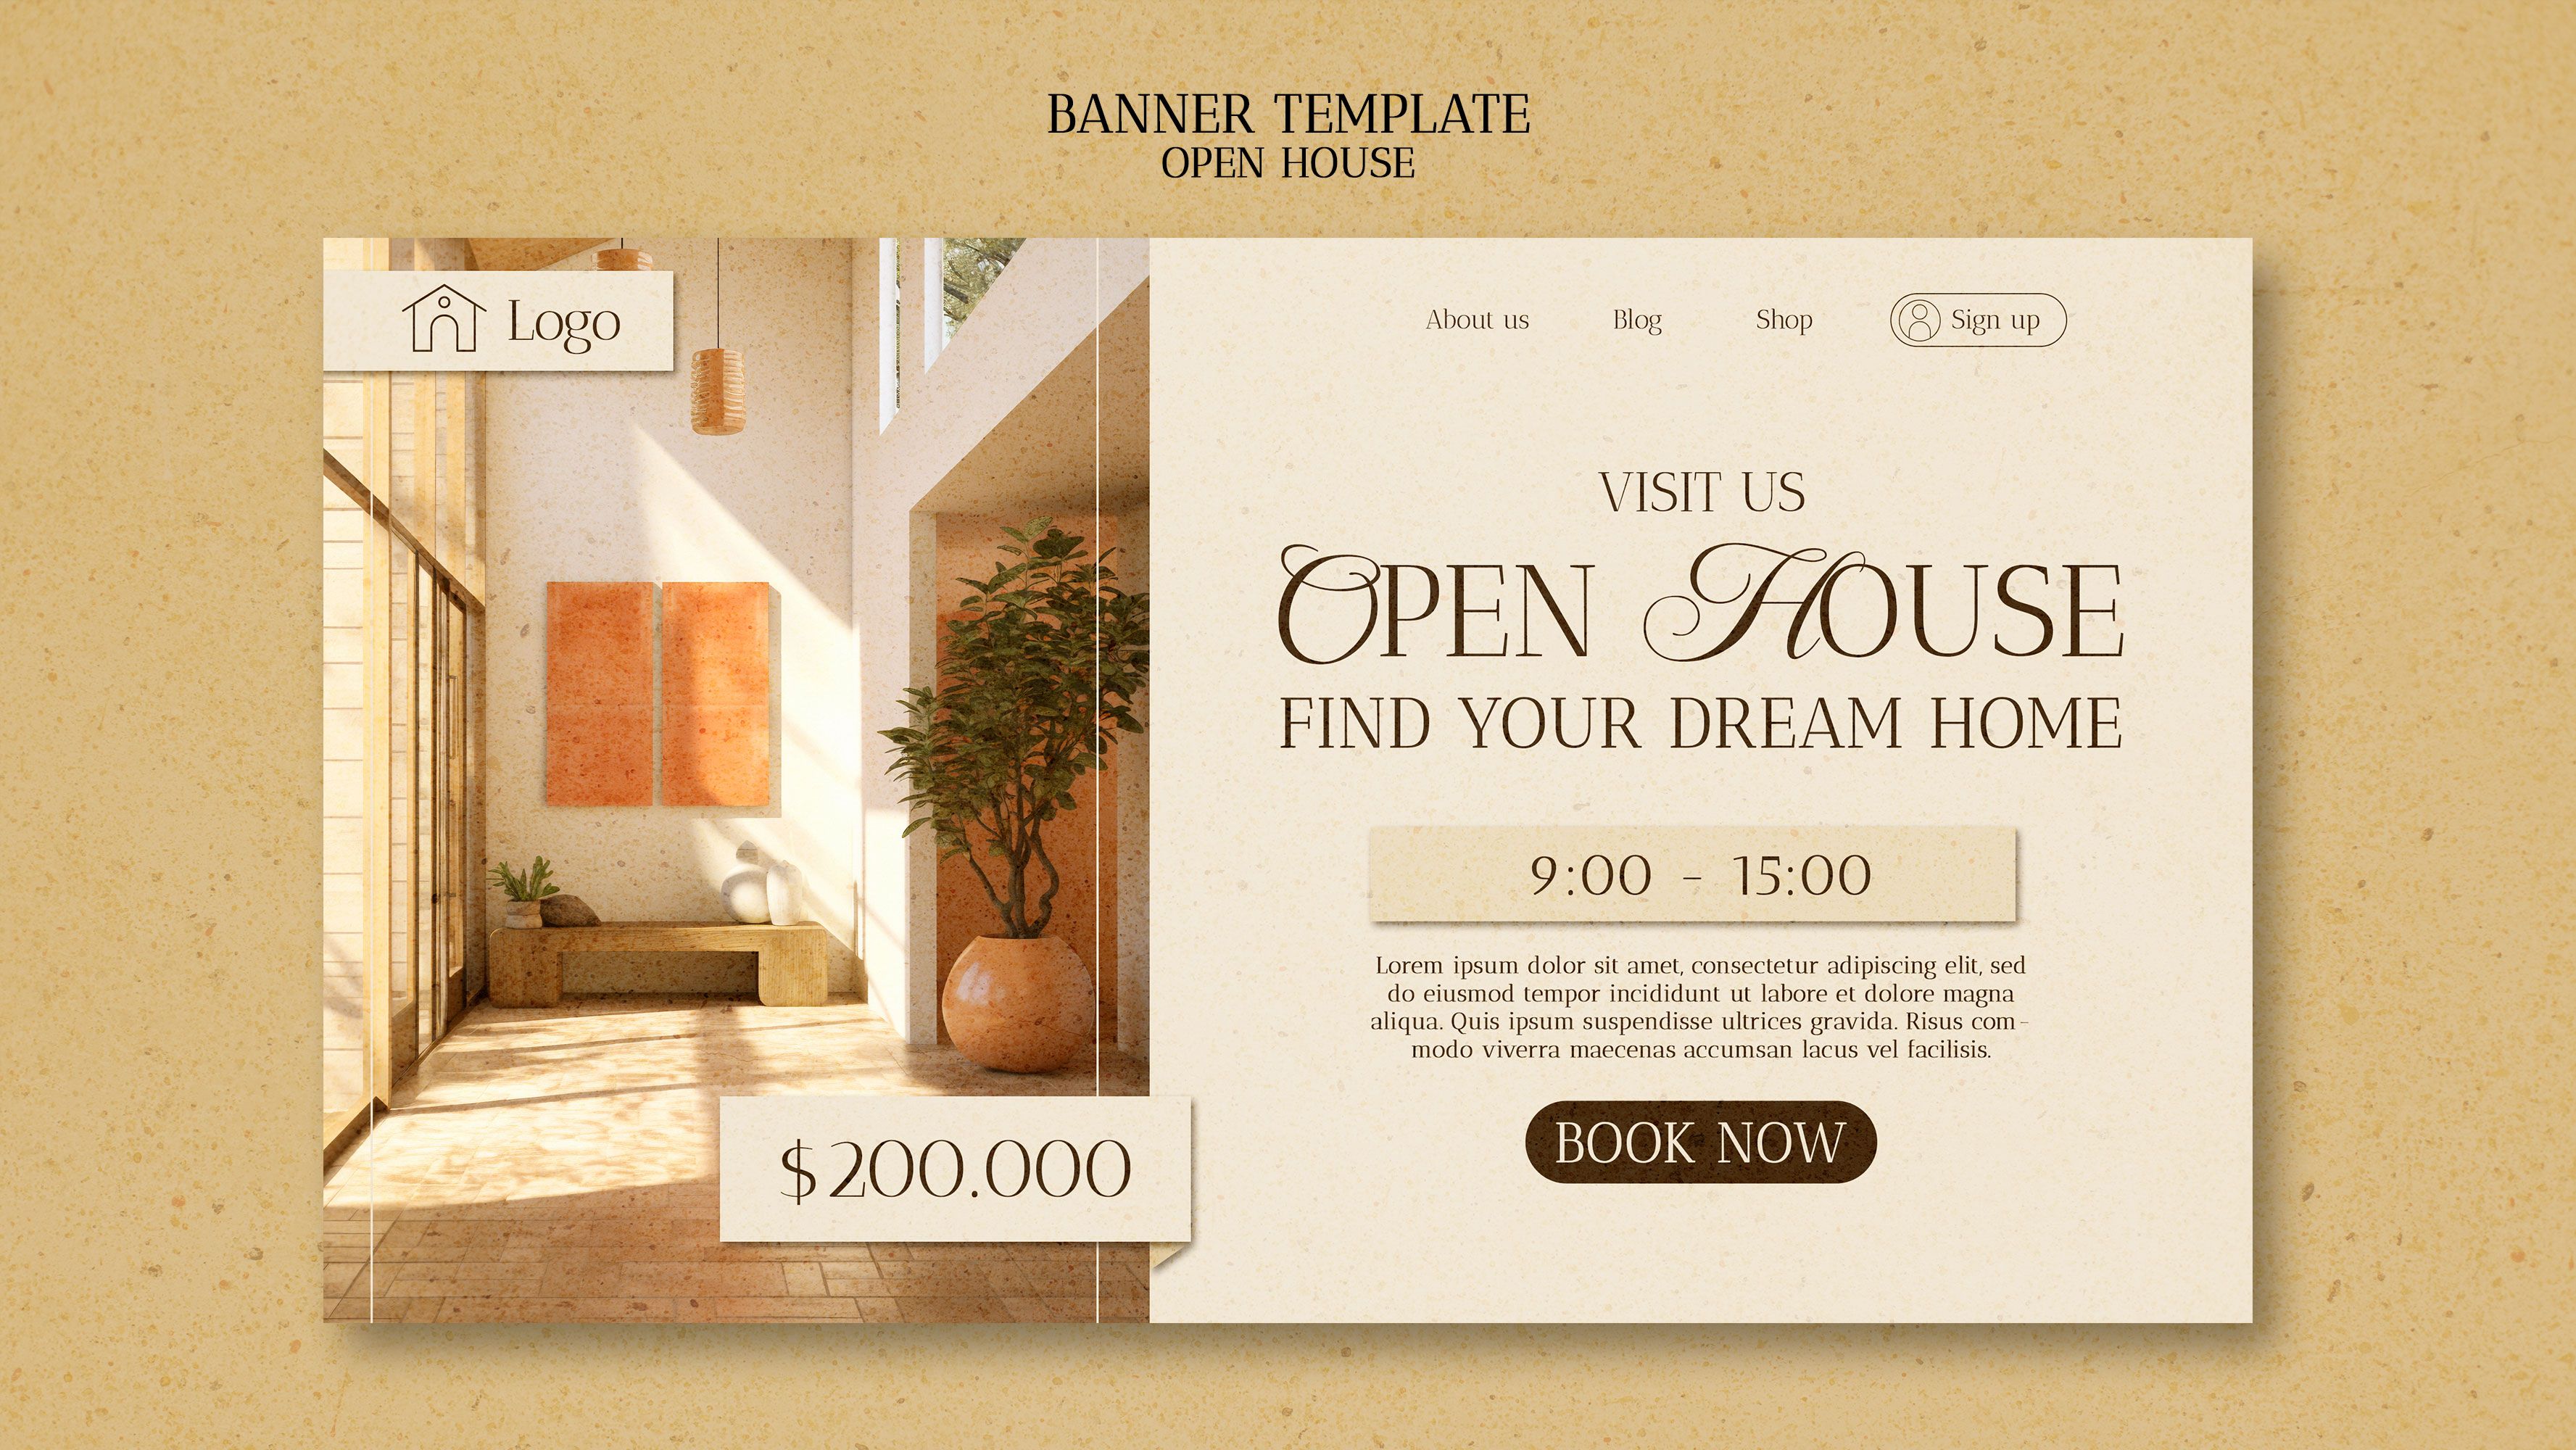 BANNER TEMPLATE
OPEN HOUSE
Logo
About us
Blog
Shop
Sign up
VISIT US
OPEN HOUSE
FIND YOUR DREAM HOME
9:00 - 15:00
Lorem ipsum dolor sit amet, consectetur adipiscing elit, sed
do eiusmod tempor incididunt ut labore et dolore magna
aliqua. Quis ipsum suspendisse ultrices gravida. Risus com-
modo viverra maecenas accumsan lacus vel facilisis.
BOOK NOW
$200.000